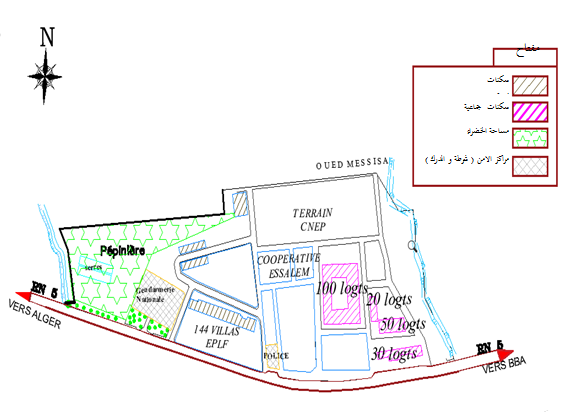 N
مفتاح
سكنات
سكنات جماعية
مساحة الخضراء
مراكز الامن ( شرطة و الدرك )
OUED MESSISA
TERRAIN
CNEP
Pépinière
serres
COOPERATIVE
ESSALEM
Gendarmerie
Nationale
100 logts
20 logts
50 logts
30 logts
144 VILLAS
EPLF
POLICE
RN 5
VERS ALGER
RN 5
VERS BBA